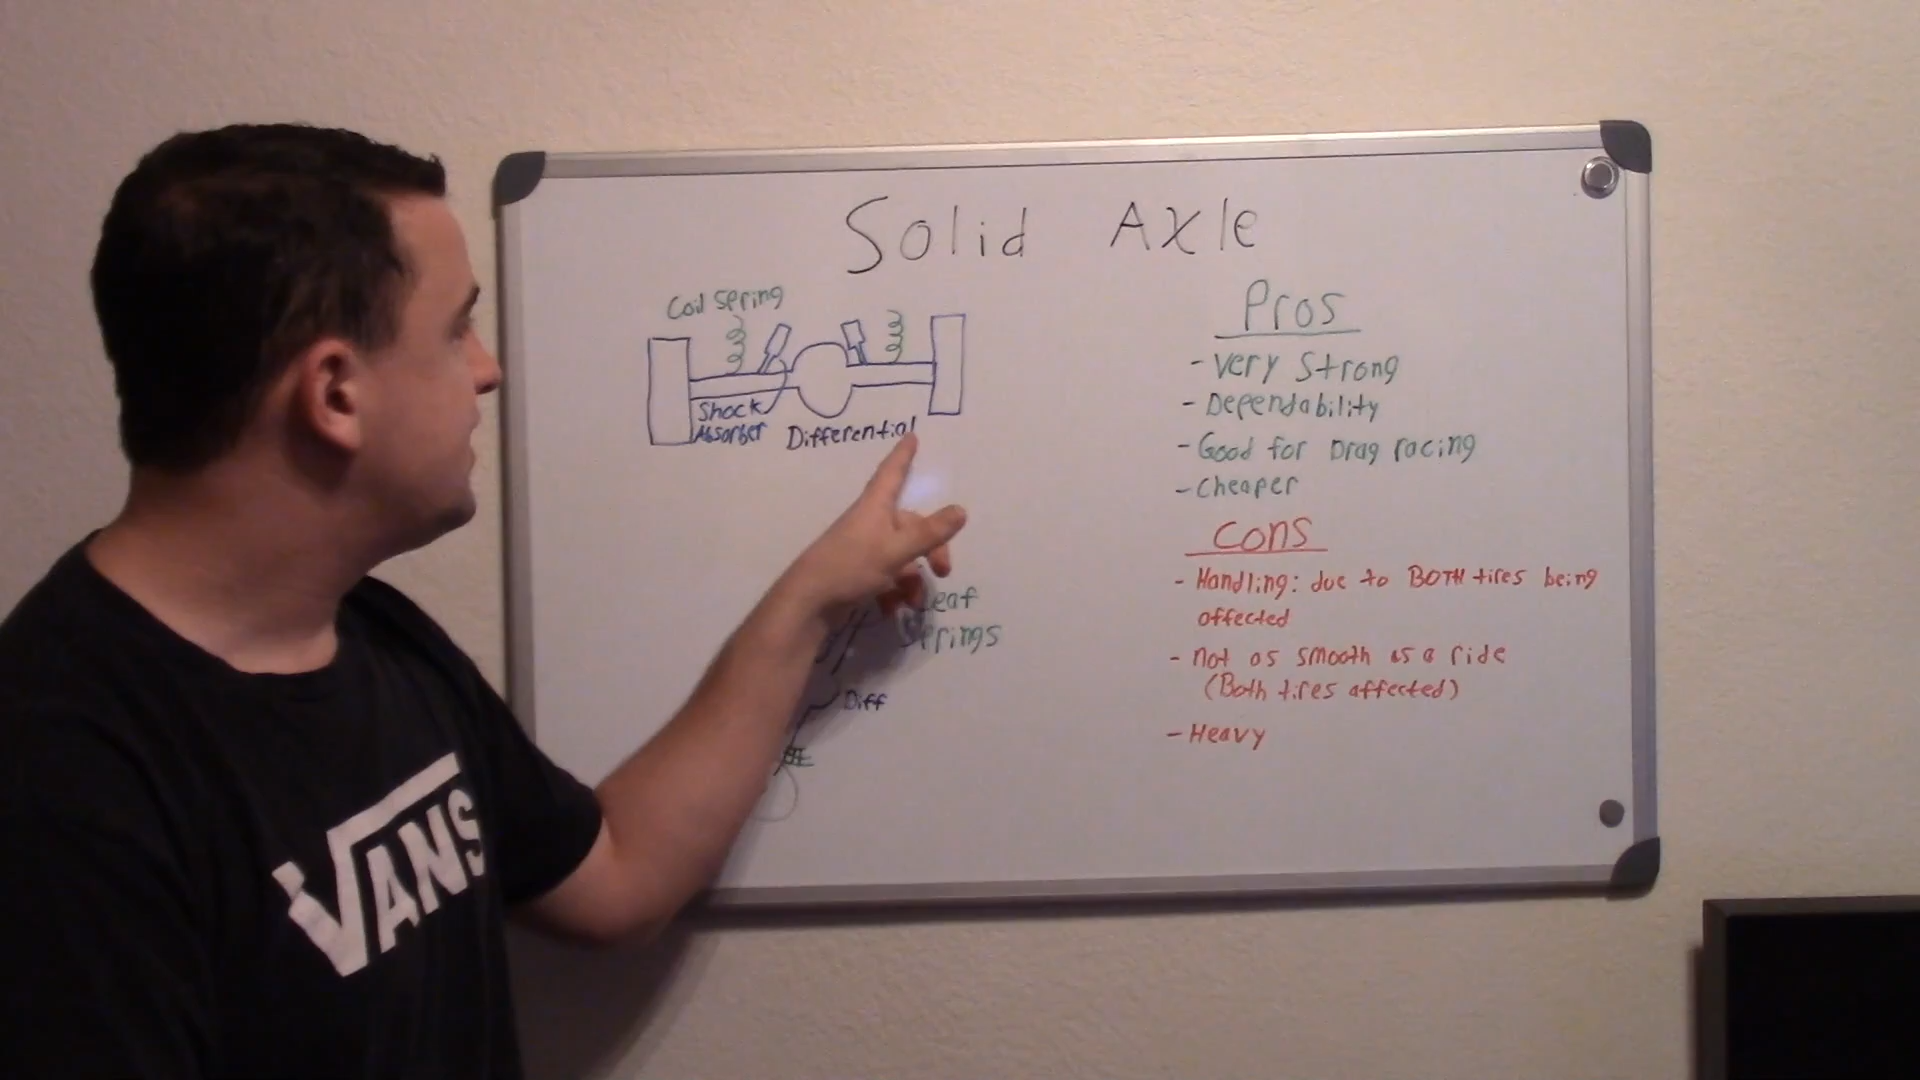 Solid Axle
Coil Spring
Shock
Absorber
Differential
Leaf
Springs
Diff
Pros
- Very Strong
- Dependability
- Good for Drag racing
- Cheaper
Cons
- Handling: due to BOTH tires being
affected
- Not as smooth as a ride
(Both tires affected)
- Heavy
VANS